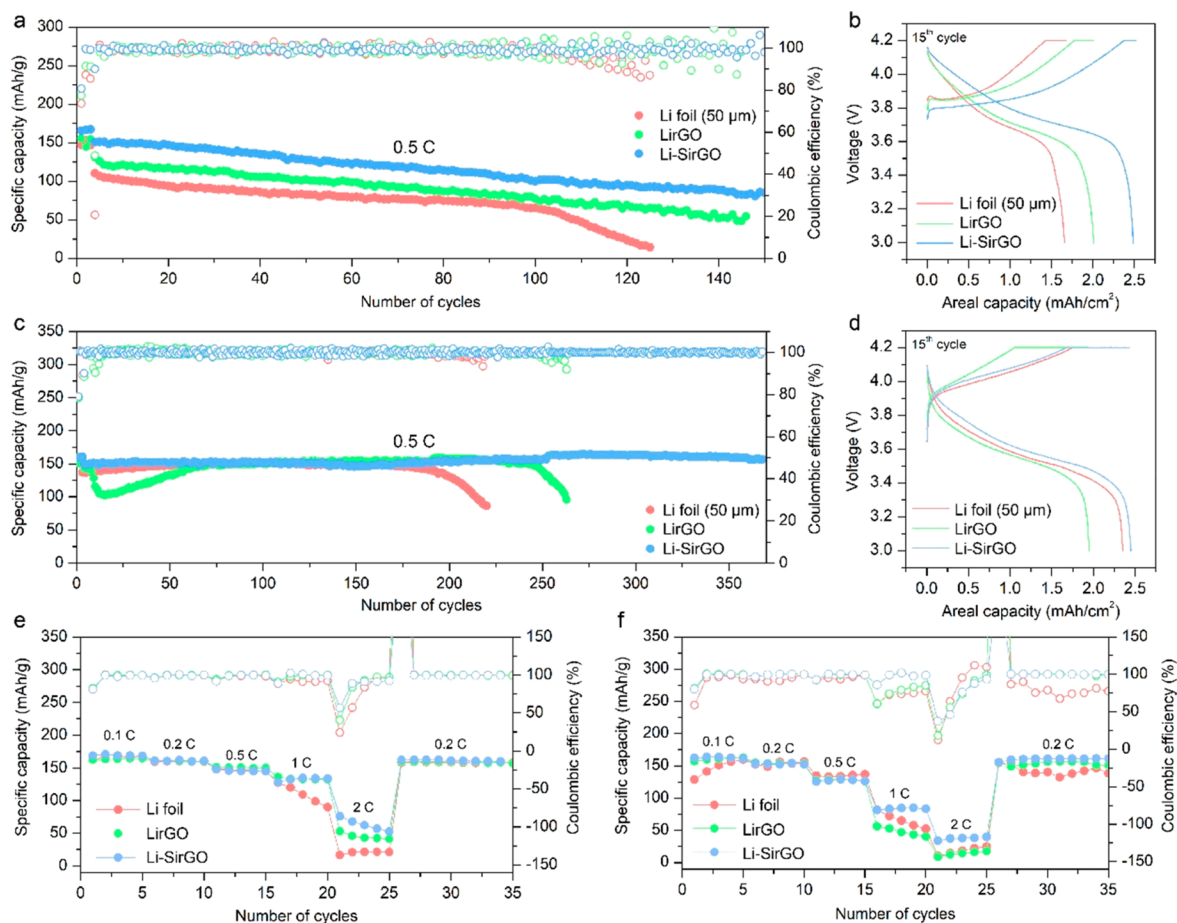 a
300
250
200
150
100
50
0
Specific capacity (mAh/g)
100
80
60
40
20
0
Coulombic efficiency (%)
Li foil (50 μm)
LirGO
Li-SirGO
0.5 C
0 20 40 60 80 100 120 140
Number of cycles
b
15th cycle
4.2
4.0
3.8
3.6
3.4
3.2
3.0
Voltage (V)
Li foil (50 μm)
LirGO
Li-SirGO
0.0 0.5 1.0 1.5 2.0 2.5 3.0
Areal capacity (mAh/cm²)
c
350
300
250
200
150
100
50
0
Specific capacity (mAh/g)
100
80
60
40
20
0
Coulombic efficiency (%)
0.5 C
Li foil (50 μm)
LirGO
Li-SirGO
0 50 100 150 200 250 300 350
Number of cycles
d
15th cycle
4.2
4.0
3.8
3.6
3.4
3.2
3.0
Voltage (V)
Li foil (50 μm)
LirGO
Li-SirGO
0.0 0.5 1.0 1.5 2.0 2.5 3.0
Areal capacity (mAh/cm²)
e
350
300
250
200
150
100
50
0
Specific capacity (mAh/g)
150
100
50
0
-50
-100
-150
Coulombic efficiency (%)
0.1 C
0.2 C
0.5 C
1 C
2 C
0.2 C
Li foil
LirGO
Li-SirGO
0 5 10 15 20 25 30 35
Number of cycles
f
350
300
250
200
150
100
50
0
Specific capacity (mAh/g)
150
100
50
0
-50
-100
-150
Coulombic efficiency (%)
0.1 C
0.2 C
0.5 C
1 C
2 C
0.2 C
Li foil
LirGO
Li-SirGO
0 5 10 15 20 25 30 35
Number of cycles